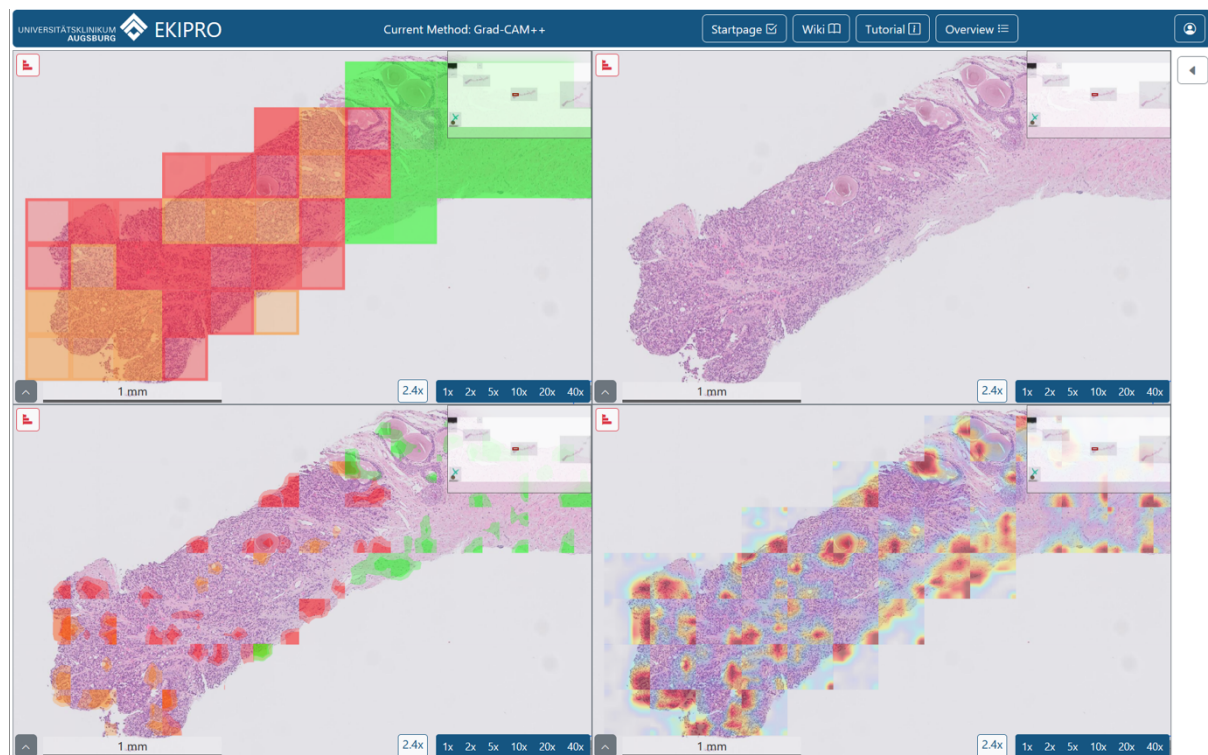 UNIVERSITÄTSKLINIKUM AUGSBURG EKIPRO Current Method: Grad-CAM++ Startpage Wiki Tutorial Overview
1 mm 2.4x 1x 2x 5x 10x 20x 40x
1 mm 2.4x 1x 2x 5x 10x 20x 40x
1 mm 2.4x 1x 2x 5x 10x 20x 40x
1 mm 2.4x 1x 2x 5x 10x 20x 40x